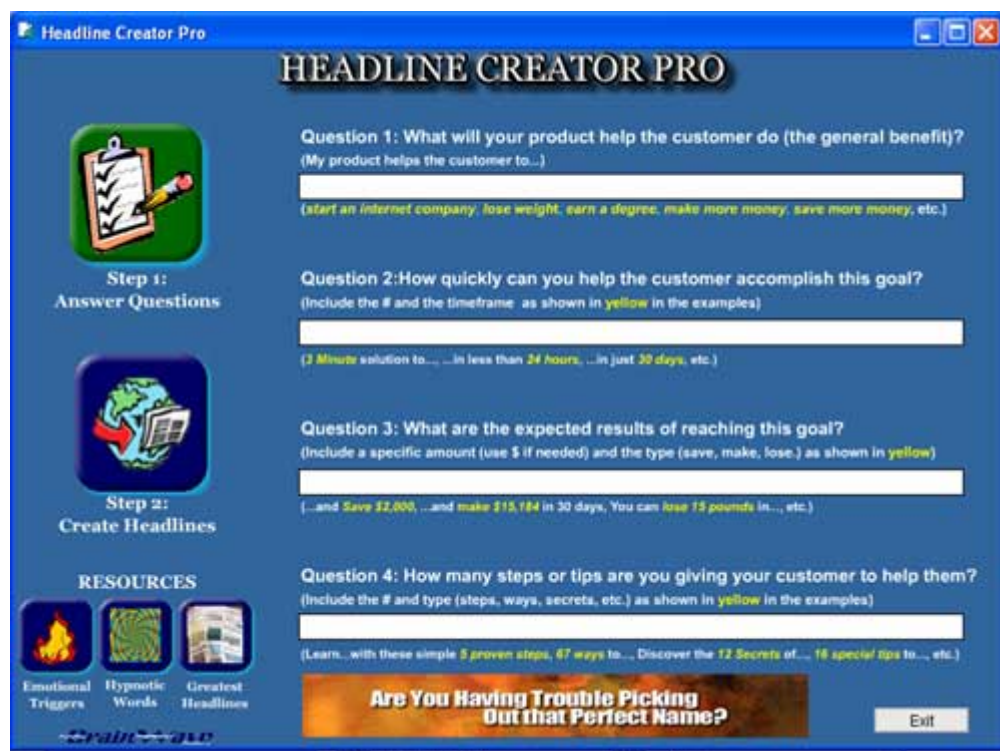 Headline Creator Pro
HEADLINE CREATOR PRO
Step 1:
Answer Questions
Step 2:
Create Headlines
RESOURCES
Emotional Triggers
Hypnotic Words
Greatest Headlines
BrainWave
Question 1: What will your product help the customer do (the general benefit)?
(My product helps the customer to...)
(start an internet company, lose weight, earn a degree, make more money, save more money, etc.)
Question 2:How quickly can you help the customer accomplish this goal?
(Include the # and the timeframe as shown in yellow in the examples)
(3 Minute solution to..., ...in less than 24 hours, ...in just 30 days, etc.)
Question 3: What are the expected results of reaching this goal?
(Include a specific amount (use $ if needed) and the type (save, make, lose.) as shown in yellow)
(...and Save $2,000, ...and make $15,184 in 30 days, You can lose 15 pounds in..., etc.)
Question 4: How many steps or tips are you giving your customer to help them?
(Include the # and type (steps, ways, secrets, etc.) as shown in yellow in the examples)
(Learn...with these simple 5 proven steps, 67 ways to..., Discover the 12 Secrets of..., 16 special tips to..., etc.)
Are You Having Trouble Picking
Out that Perfect Name?
Exit